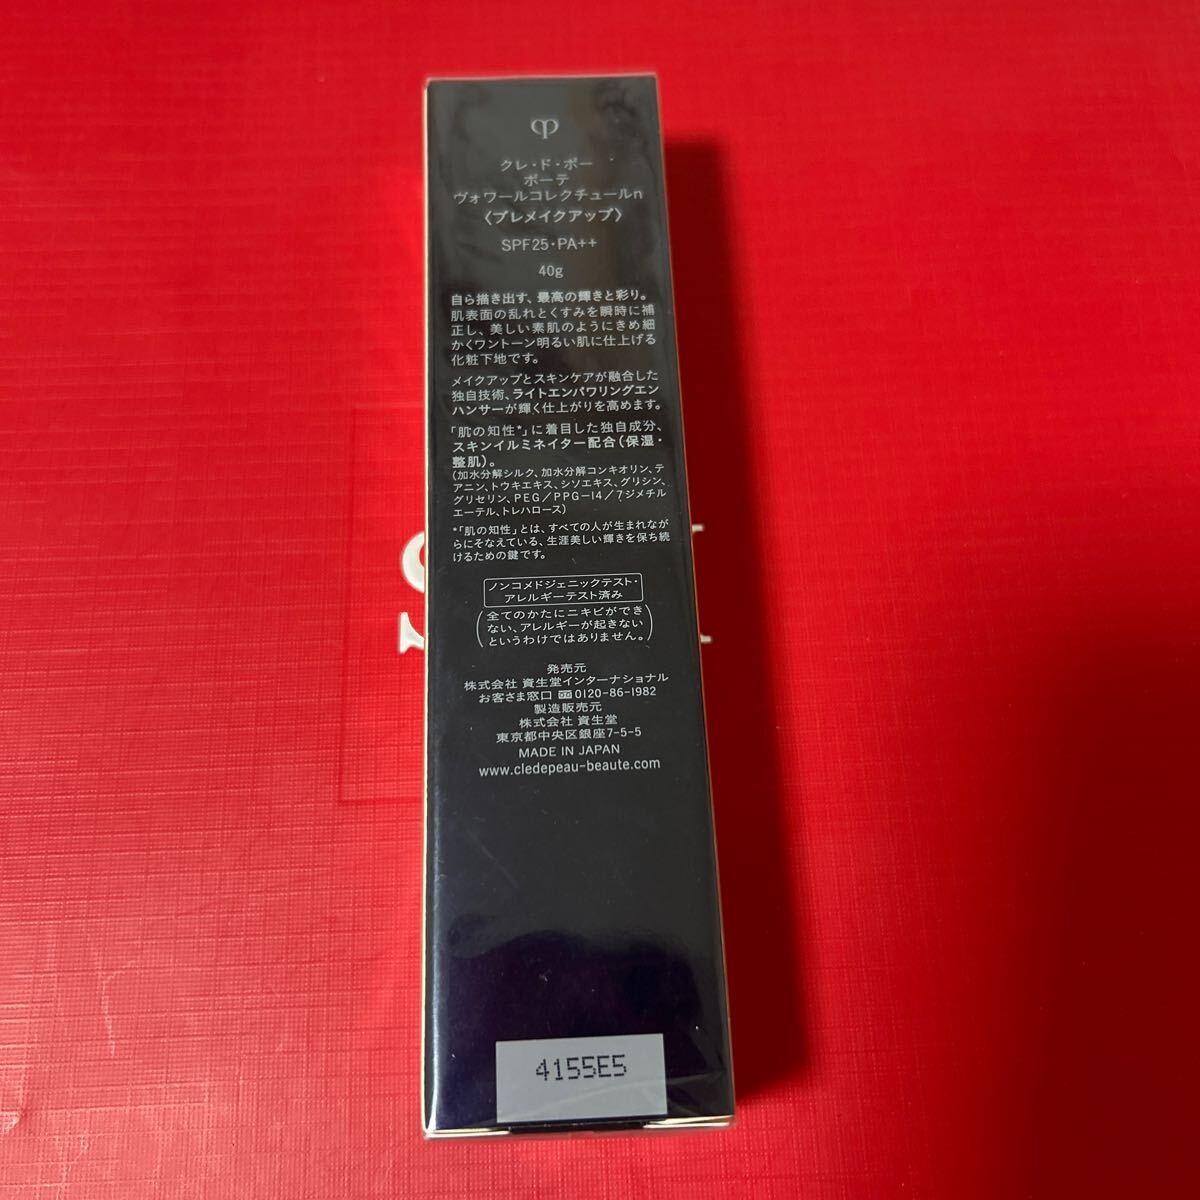 クレ・ド・ポー
ボーテ
ヴォワールコレクチュールn
〈プレメイクアップ〉
SPF25・PA++
40g
自ら描き出す、最高の輝きと彩り。
肌表面の乱れとくすみを瞬時に補
正し、美しい素肌のようにきめ細
かくワントーン明るい肌に仕上げる
化粧下地です。
メイクアップとスキンケアが融合した
独自技術、ライトエンパワリングエン
ハンサーが輝く仕上がりを高めます。
「肌の知性*」に着目した独自成分、
スキンイルミネイター配合(保湿・
整肌)。
(加水分解シルク、加水分解コンキオリン、テ
アニン、トウキエキス、シソエキス、グリシン、
グリセリン、PEG/PPG-14/7ジメチル
エーテル、トレハロース)
*「肌の知性」とは、すべての人が生まれなが
らにそなえている、生涯美しい輝きを保ち続
けるための鍵です。
ノンコメドジェニックテスト・
アレルギーテスト済み
(全てのかたにニキビができ
ない、アレルギーが起きない
というわけではありません。)
発売元
株式会社 資生堂インターナショナル
お客さま窓口 0120-86-1982
製造販売元
株式会社 資生堂
東京都中央区銀座7-5-5
MADE IN JAPAN
www.cledepeau-beaute.com
4155E5